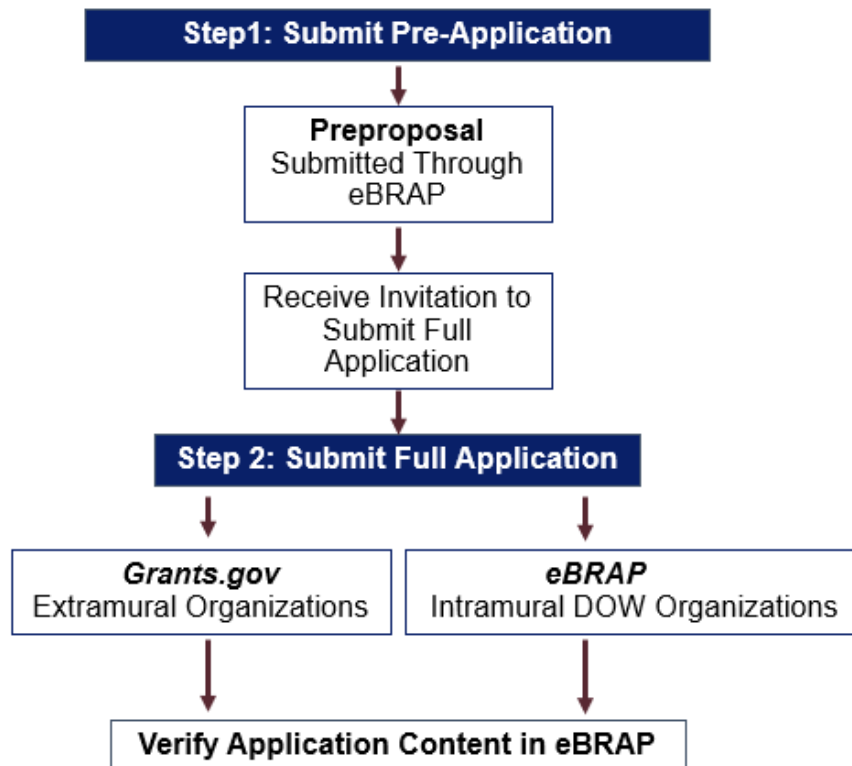 Step1: Submit Pre-Application
Preproposal
Submitted Through
eBRAP
Receive Invitation to
Submit Full
Application
Step 2: Submit Full Application
Grants.gov
Extramural Organizations
eBRAP
Intramural DOW Organizations
Verify Application Content in eBRAP